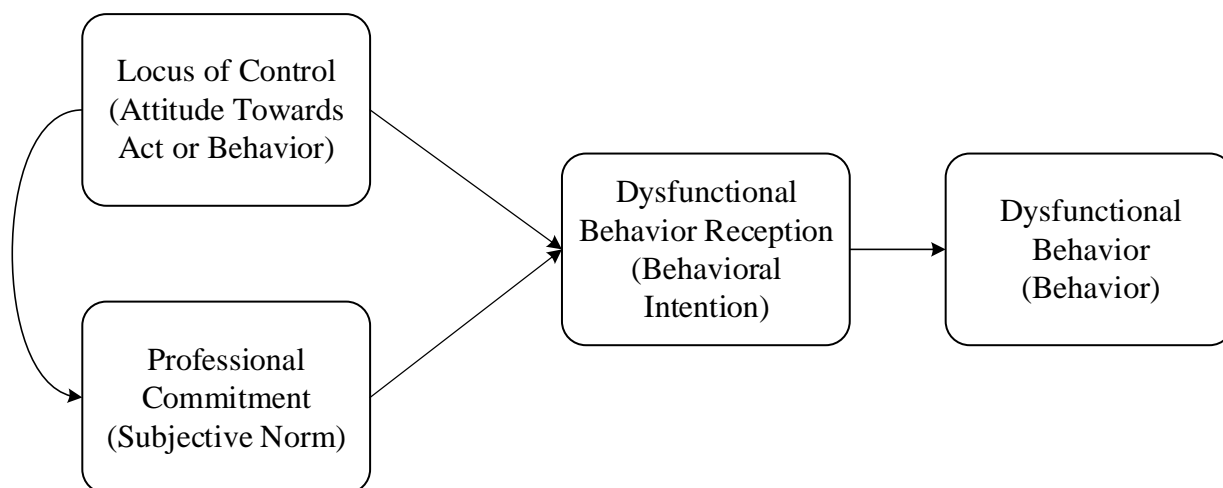 Locus of Control
(Attitude Towards
Act or Behavior)
Professional
Commitment
(Subjective Norm)
Dysfunctional
Behavior Reception
(Behavioral
Intention)
Dysfunctional
Behavior
(Behavior)